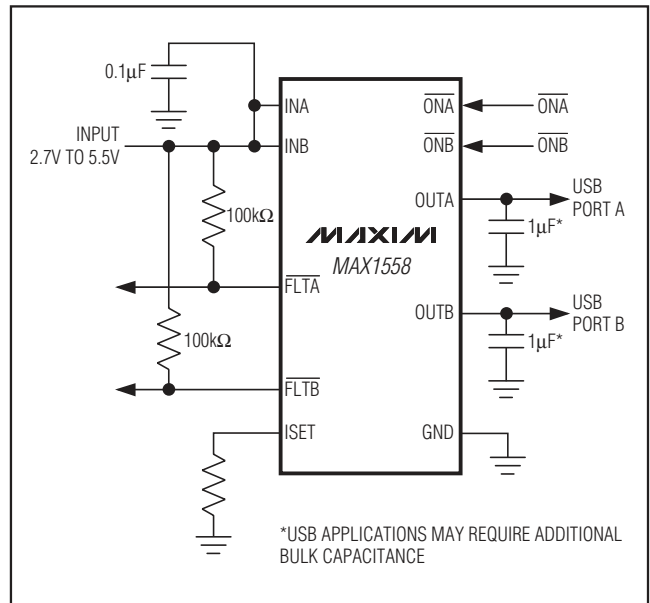 0.1µF
INPUT
2.7V TO 5.5V
100kΩ
100kΩ
INA
INB
FLTA
FLTB
ISET
MAXIM
MAX1558
ONA
ONB
OUTA
OUTB
GND
ONA
ONB
USB
PORT A
1µF*
USB
PORT B
1µF*
*USB APPLICATIONS MAY REQUIRE ADDITIONAL
BULK CAPACITANCE